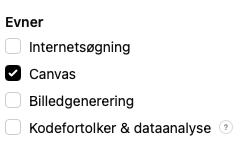 Evner
Internetsøgning
Canvas
Billedgenerering
Kodefortolker & dataanalyse ?